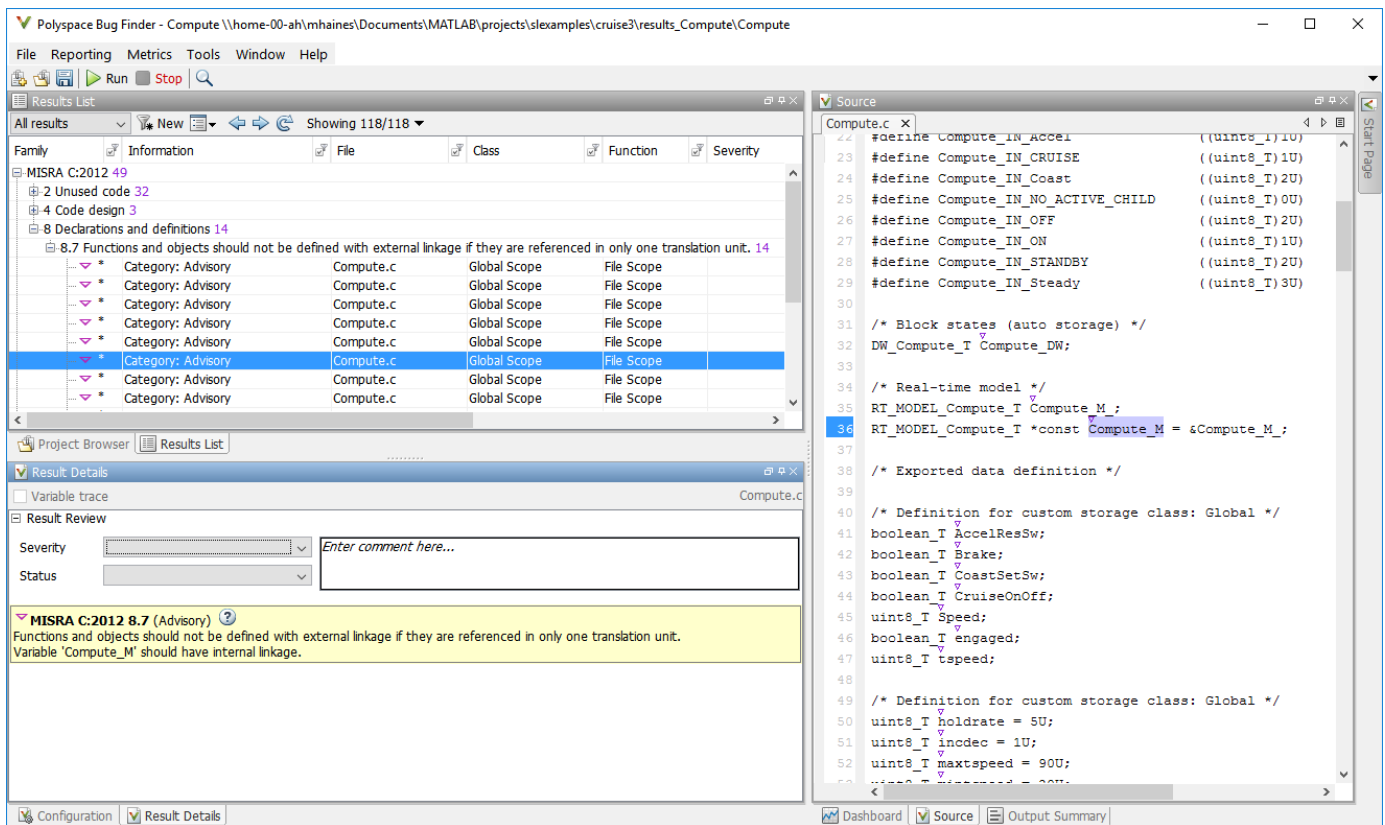 Polyspace Bug Finder - Compute \\home-00-ah\mhaines\Documents\MATLAB\projects\slexamples\cruise3\results_Compute\Compute
File Reporting Metrics Tools Window Help
Run Stop
Results List
All results New Showing 118/118
Family Information File Class Function Severity
MISRA C:2012 49
2 Unused code 32
4 Code design 3
8 Declarations and definitions 14
8.7 Functions and objects should not be defined with external linkage if they are referenced in only one translation unit. 14
* Category: Advisory Compute.c Global Scope File Scope
* Category: Advisory Compute.c Global Scope File Scope
* Category: Advisory Compute.c Global Scope File Scope
* Category: Advisory Compute.c Global Scope File Scope
* Category: Advisory Compute.c Global Scope File Scope
* Category: Advisory Compute.c Global Scope File Scope
* Category: Advisory Compute.c Global Scope File Scope
* Category: Advisory Compute.c Global Scope File Scope
Project Browser Results List
Result Details
Variable trace Compute.c
Result Review
Severity Enter comment here...
Status
MISRA C:2012 8.7 (Advisory) ?
Functions and objects should not be defined with external linkage if they are referenced in only one translation unit.
Variable 'Compute_M' should have internal linkage.
Configuration Result Details
Source
Compute.c
22 #define Compute_IN_Accel ((uint8_T)1U)
23 #define Compute_IN_CRUISE ((uint8_T)1U)
24 #define Compute_IN_Coast ((uint8_T)2U)
25 #define Compute_IN_NO_ACTIVE_CHILD ((uint8_T)0U)
26 #define Compute_IN_OFF ((uint8_T)2U)
27 #define Compute_IN_ON ((uint8_T)1U)
28 #define Compute_IN_STANDBY ((uint8_T)2U)
29 #define Compute_IN_Steady ((uint8_T)3U)
30
31 /* Block states (auto storage) */
32 DW_Compute_T Compute_DW;
33
34 /* Real-time model */
35 RT_MODEL_Compute_T Compute_M_;
36 RT_MODEL_Compute_T *const Compute_M = &Compute_M_;
37
38 /* Exported data definition */
39
40 /* Definition for custom storage class: Global */
41 boolean_T AccelResSw;
42 boolean_T Brake;
43 boolean_T CoastSetSw;
44 boolean_T CruiseOnOff;
45 uint8_T Speed;
46 boolean_T engaged;
47 uint8_T tspeed;
48
49 /* Definition for custom storage class: Global */
50 uint8_T holdrate = 5U;
51 uint8_T incdec = 1U;
52 uint8_T maxtspeed = 90U;
Dashboard Source Output Summary
Start Page